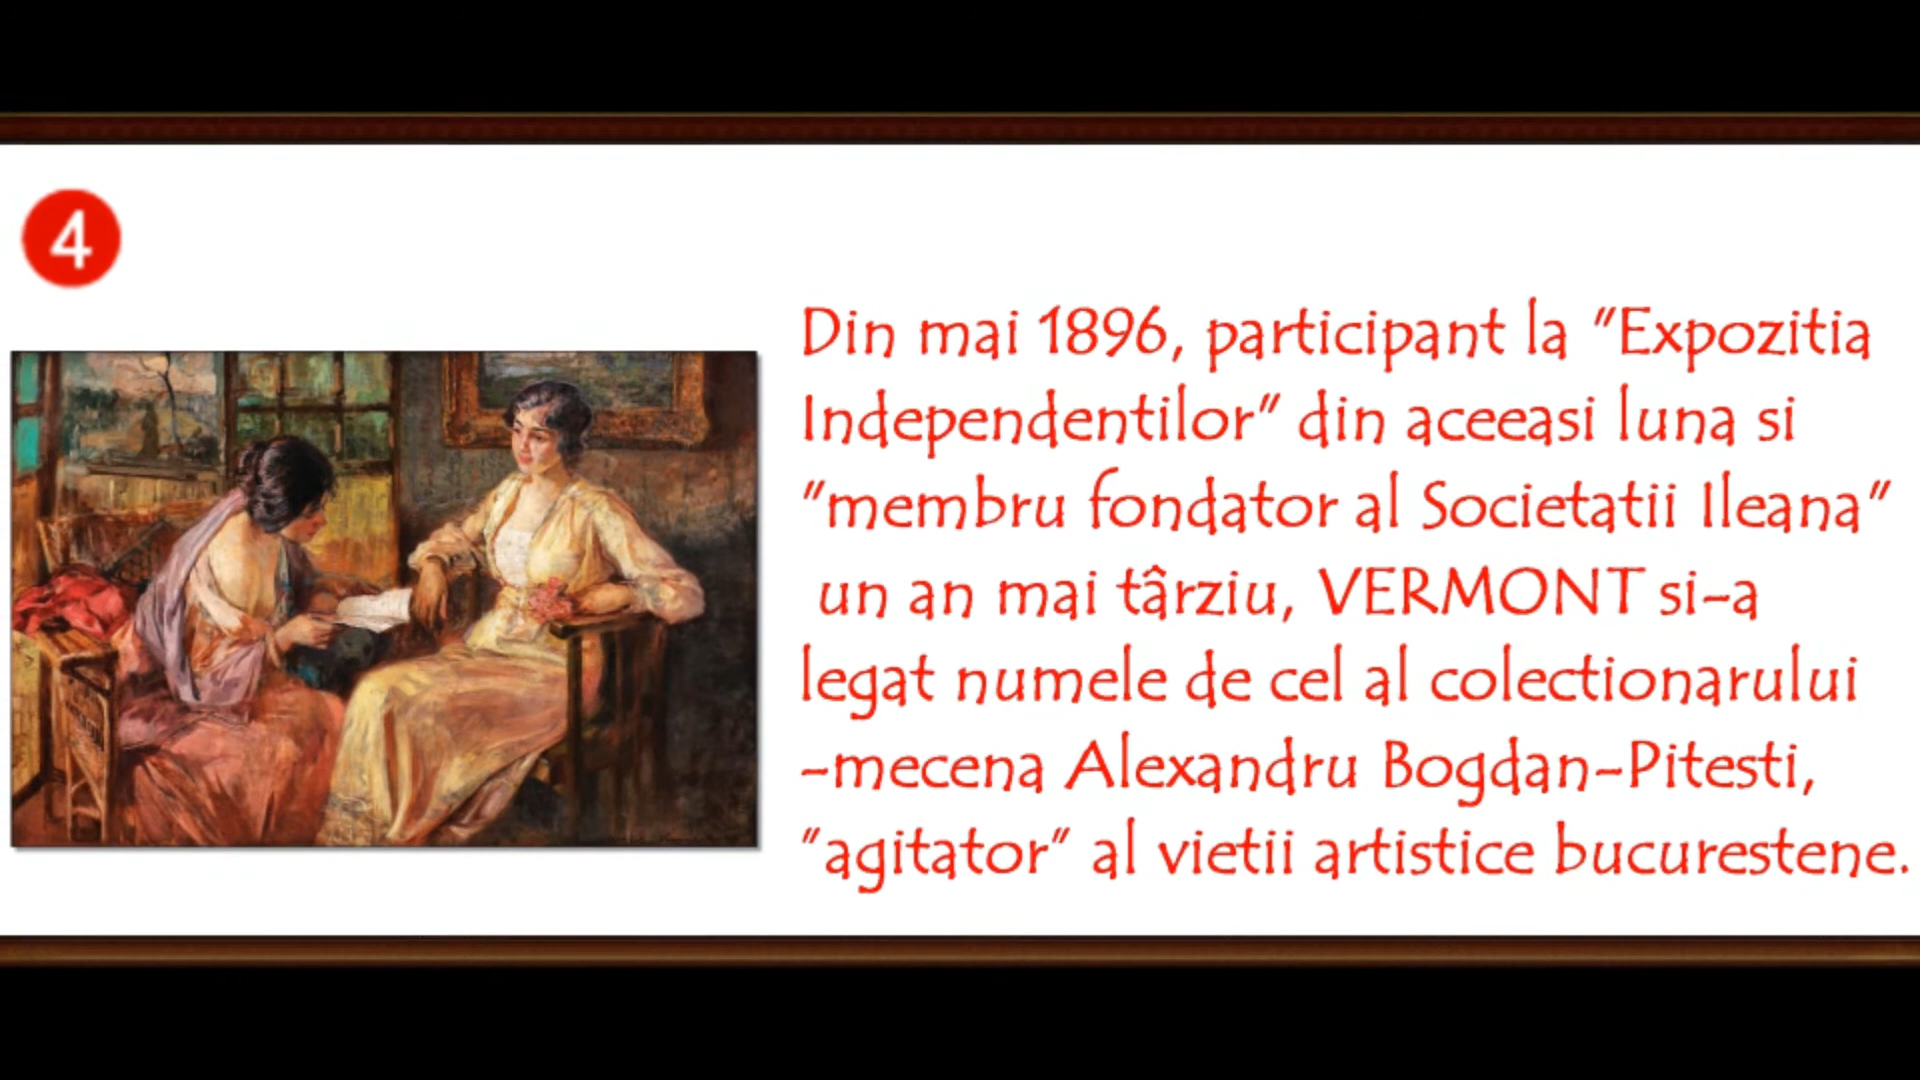 4
Din mai 1896, participant la "Expozitia
Independentilor" din aceeasi luna si
"membru fondator al Societatii Ileana"
un an mai târziu, VERMONT si-a
legat numele de cel al colectionarului
-mecena Alexandru Bogdan-Pitesti,
"agitator" al vietii artistice bucurestene.